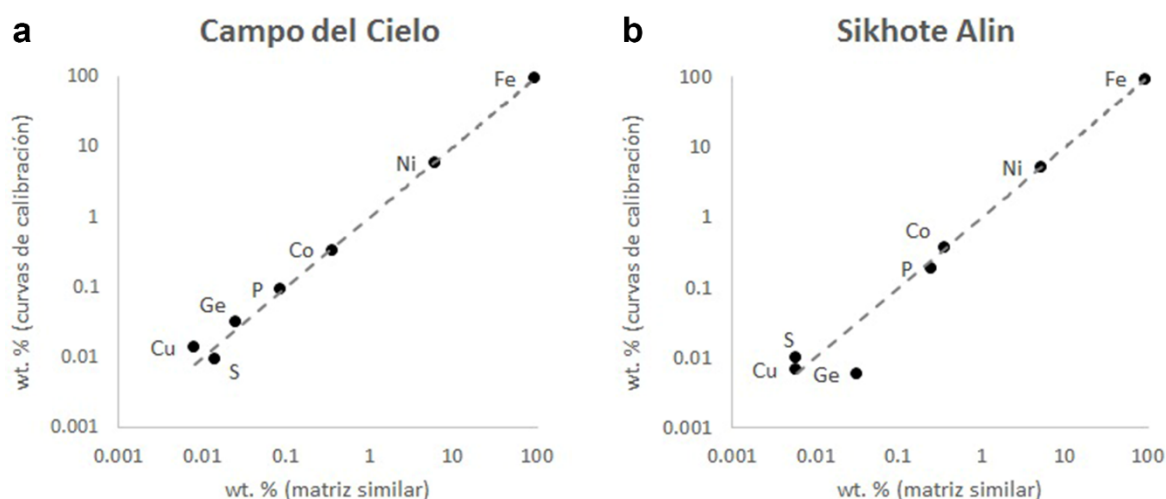 a
Campo del Cielo
wt. % (curvas de calibración)
100
10
1
0.1
0.01
0.001
Fe
Ni
Co
P
Ge
Cu
S
0.001 0.01 0.1 1 10 100
wt. % (matriz similar)
b
Sikhote Alin
wt. % (curvas de calibración)
100
10
1
0.1
0.01
0.001
Fe
Ni
Co
P
S
Cu
Ge
0.001 0.01 0.1 1 10 100
wt. % (matriz similar)